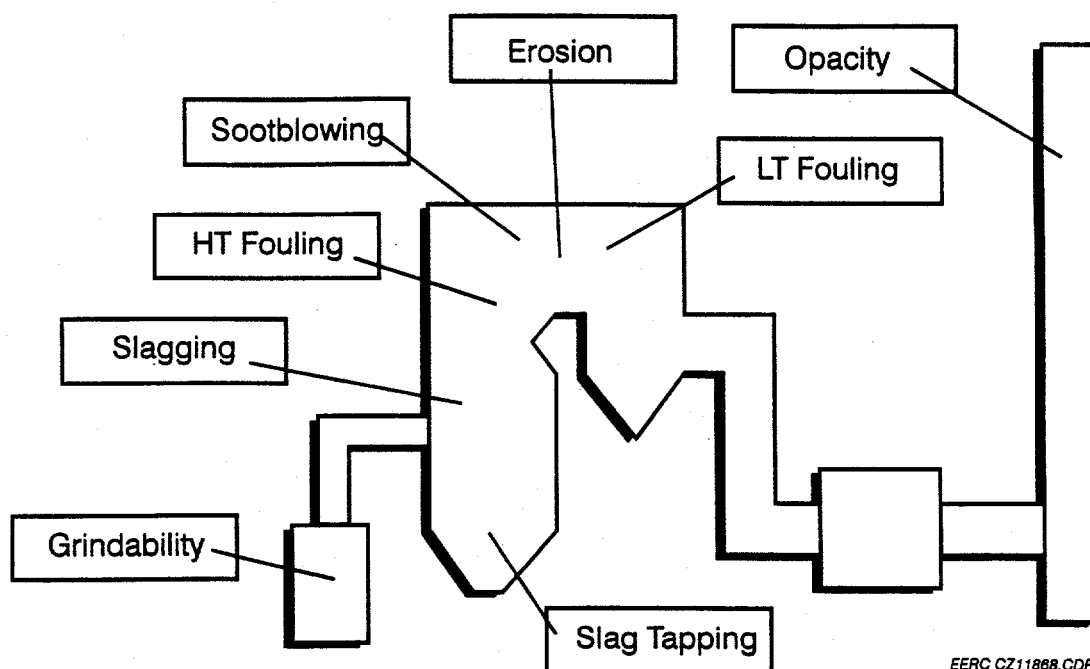 Erosion
Opacity
Sootblowing
LT Fouling
HT Fouling
Slagging
Grindability
Slag Tapping
EERC CZ11868.CDR